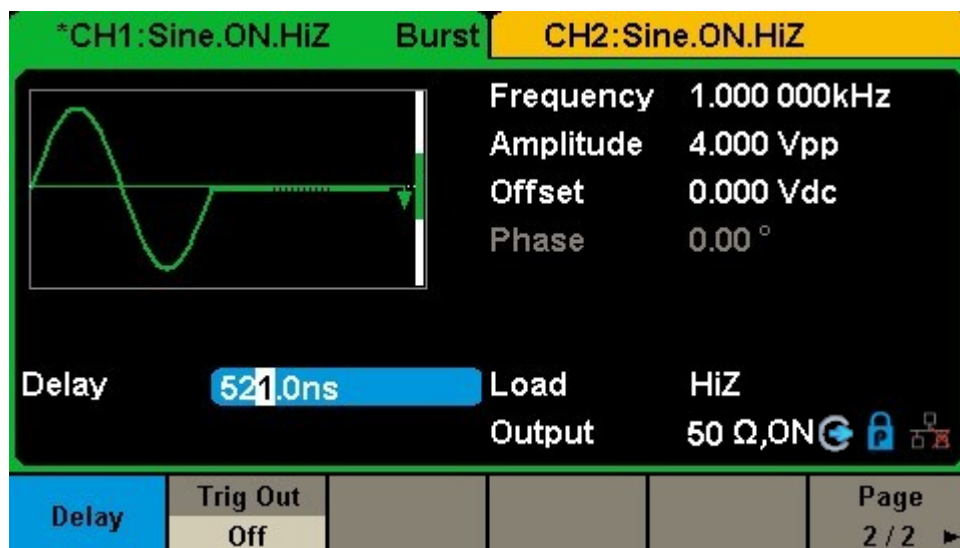 *CH1:Sine.ON.HiZ Burst CH2:Sine.ON.HiZ
Frequency 1.000 000kHz
Amplitude 4.000 Vpp
Offset 0.000 Vdc
Phase 0.00 °
Delay 521.0ns Load HiZ
Output 50 Ω,ON P
Delay Trig Out Off Page 2/2 ►